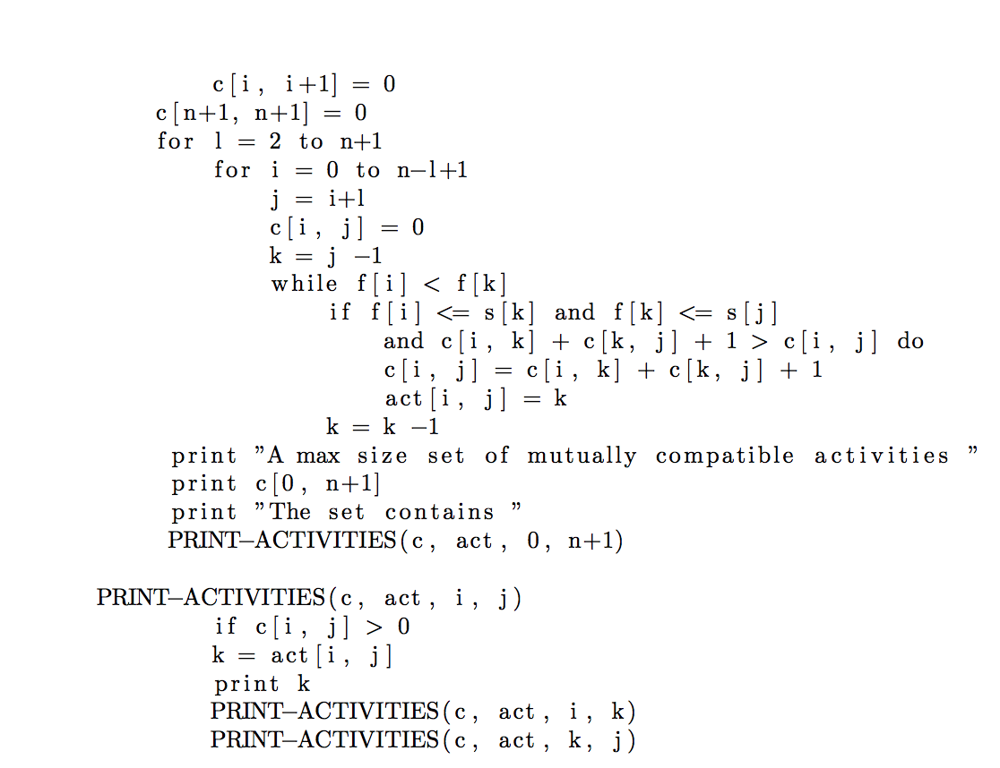 c[i, i+1] = 0
c[n+1, n+1] = 0
for l = 2 to n+1
for i = 0 to n−l+1
j = i+l
c[i, j] = 0
k = j −1
while f[i] < f[k]
if f[i] <= s[k] and f[k] <= s[j]
and c[i, k] + c[k, j] + 1 > c[i, j] do
c[i, j] = c[i, k] + c[k, j] + 1
act[i, j] = k
k = k −1
print ”A max size set of mutually compatible activities ”
print c[0, n+1]
print ”The set contains ”
PRINT−ACTIVITIES(c, act, 0, n+1)
PRINT−ACTIVITIES(c, act, i, j)
if c[i, j] > 0
k = act[i, j]
print k
PRINT−ACTIVITIES(c, act, i, k)
PRINT−ACTIVITIES(c, act, k, j)